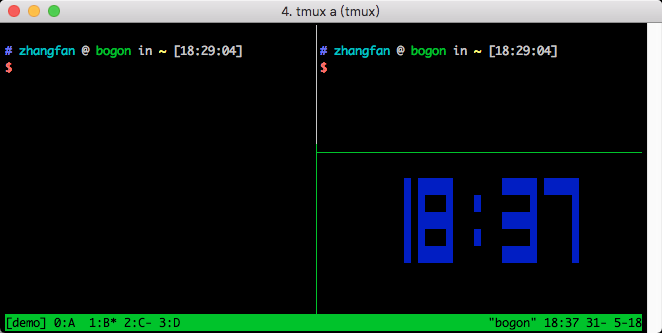 4. tmux a (tmux)
# zhangfan @ bogon in ~ [18:29:04]
$
# zhangfan @ bogon in ~ [18:29:04]
$
18:37
[demo] 0:A  1:B* 2:C- 3:D
"bogon" 18:37 31- 5-18